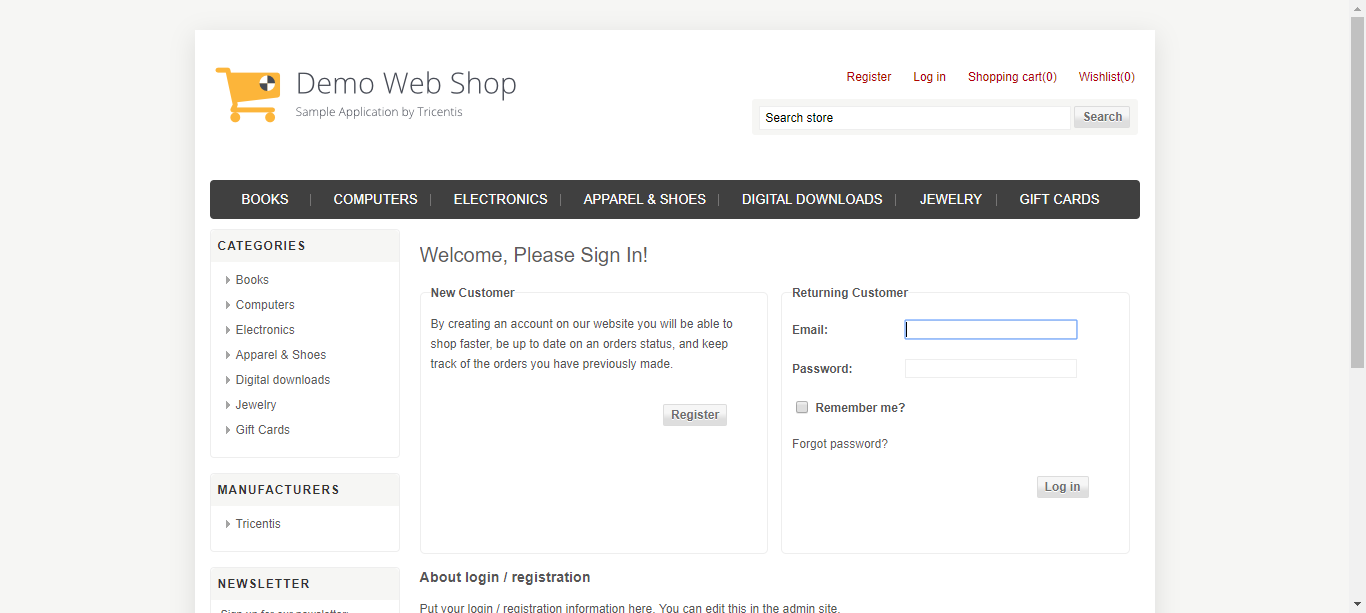 Demo Web Shop
Sample Application by Tricentis
Register Log in Shopping cart(0) Wishlist(0)
Search store Search
BOOKS COMPUTERS ELECTRONICS APPAREL & SHOES DIGITAL DOWNLOADS JEWELRY GIFT CARDS
CATEGORIES
Books
Computers
Electronics
Apparel & Shoes
Digital downloads
Jewelry
Gift Cards
MANUFACTURERS
Tricentis
NEWSLETTER
Sign up for our newsletter:
Welcome, Please Sign In!
New Customer
By creating an account on our website you will be able to
shop faster, be up to date on an orders status, and keep
track of the orders you have previously made.
Register
Returning Customer
Email:
Password:
Remember me?
Forgot password?
Log in
About login / registration
Put your login / registration information here. You can edit this in the admin site.